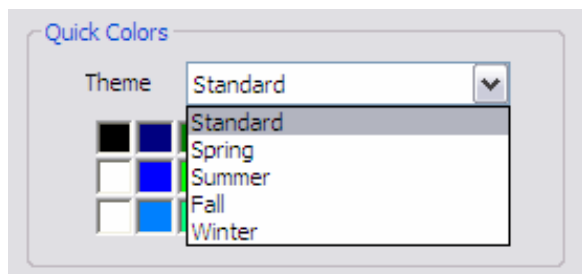 Quick Colors
Theme Standard
Standard
Spring
Summer
Fall
Winter